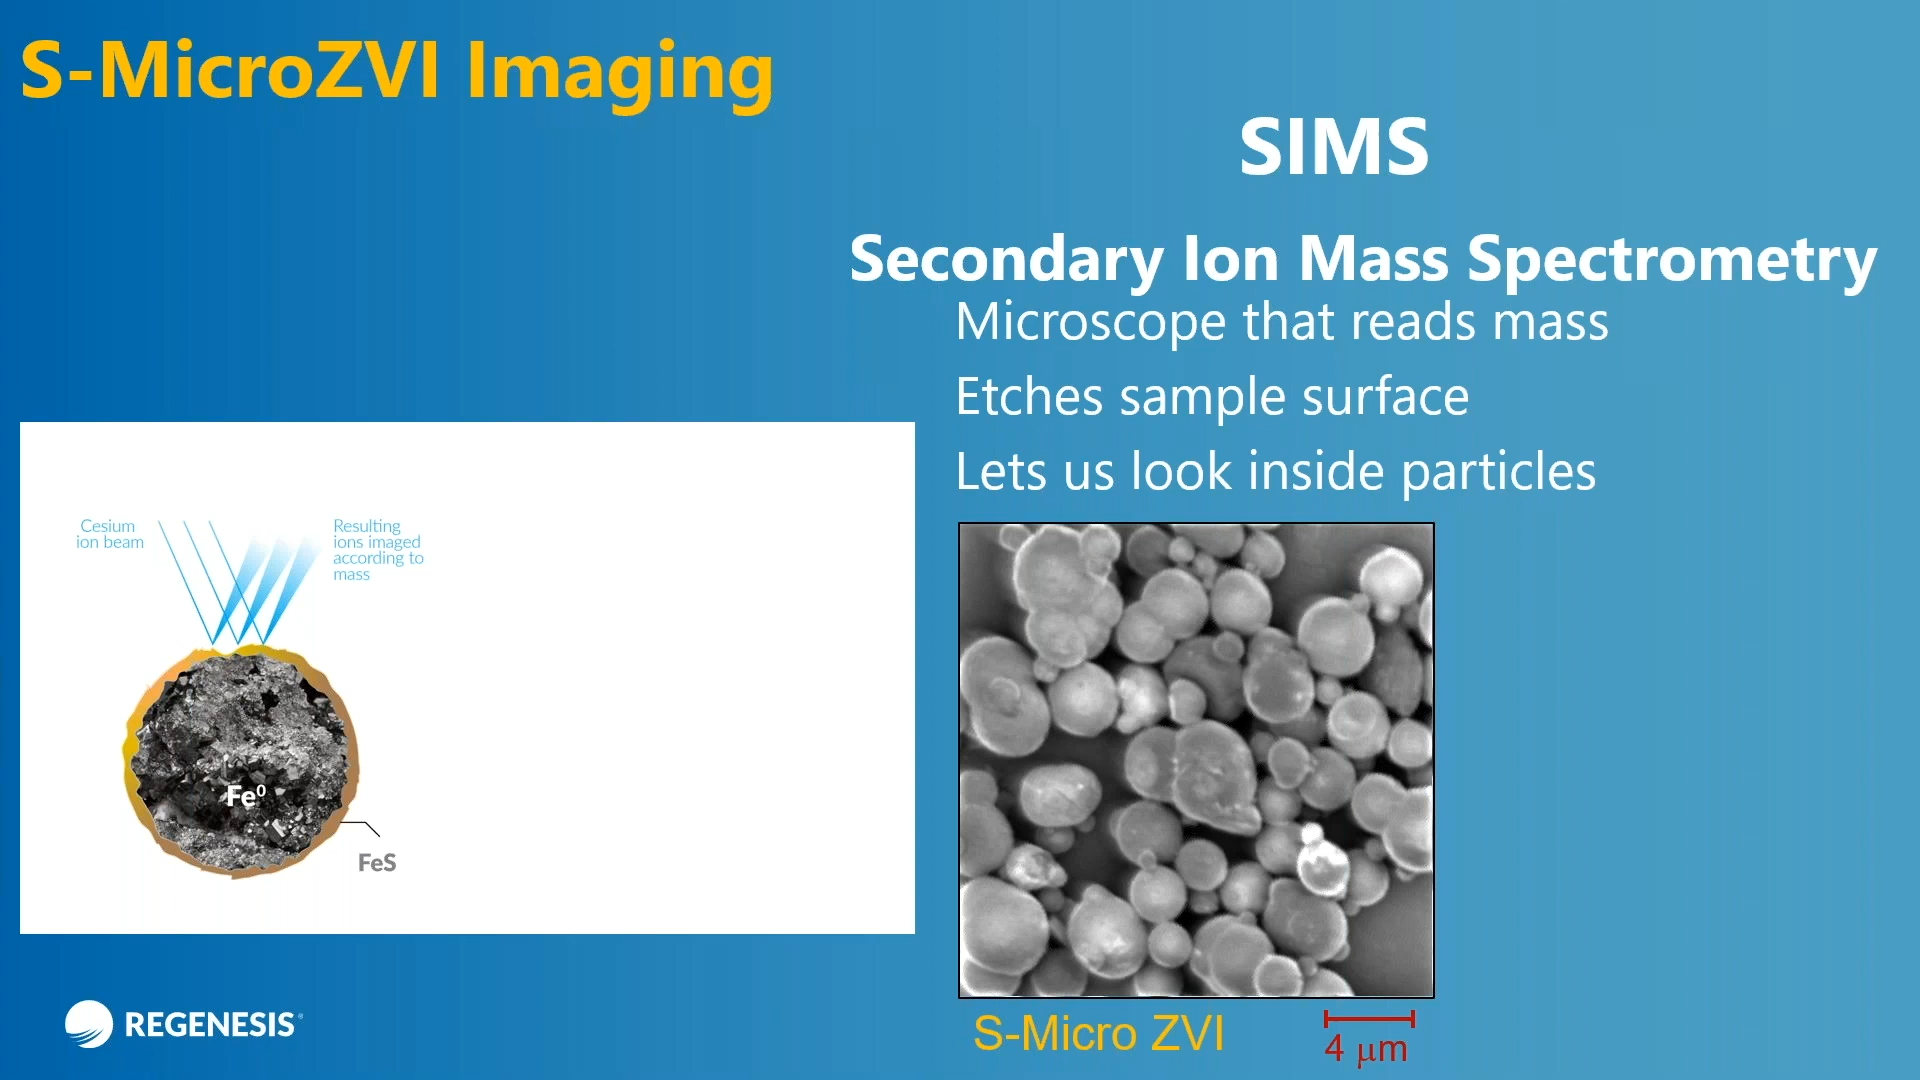 S-MicroZVI Imaging
SIMS
Secondary Ion Mass Spectrometry
Microscope that reads mass
Etches sample surface
Lets us look inside particles
Cesium
ion beam
Resulting
ions imaged
according to
mass
Fe⁰
FeS
S-Micro ZVI
4 μm
REGENESIS®